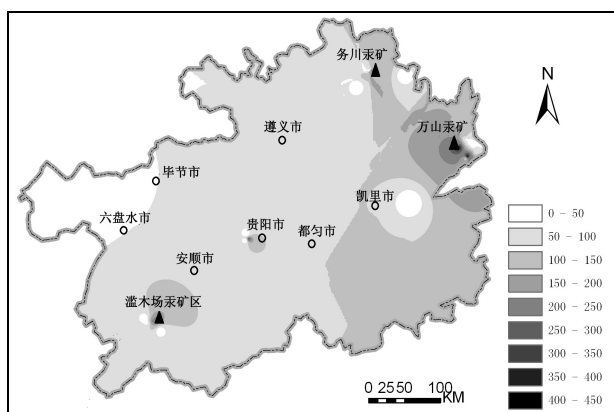 务川汞矿
N
万山汞矿
遵义市
毕节市
凯里市
六盘水市
贵阳市
都匀市
安顺市
滥木场汞矿区
0 - 50
50 - 100
100 - 150
150 - 200
200 - 250
250 - 300
300 - 350
350 - 400
400 - 450
0 25 50 100
KM